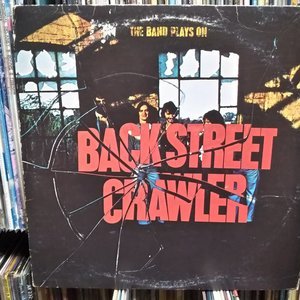 THE BAND PLAYS ON
BACK STREET
CRAWLER